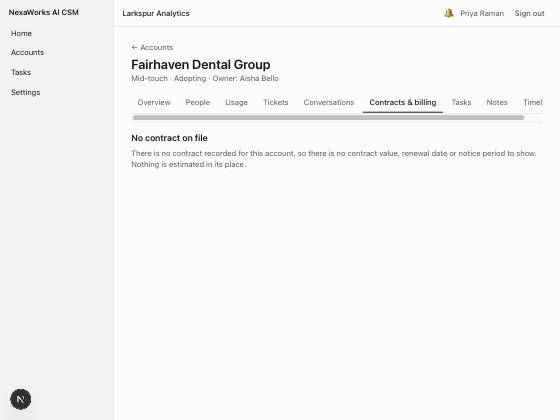 NexaWorks AI CSM
Larkspur Analytics
Priya Raman
Sign out
Home
Accounts
Tasks
Settings
← Accounts
Fairhaven Dental Group
Mid-touch · Adopting · Owner: Aisha Bello
Overview People Usage Tickets Conversations Contracts & billing Tasks Notes Timel
No contract on file
There is no contract recorded for this account, so there is no contract value, renewal date or notice period to show.
Nothing is estimated in its place.
N